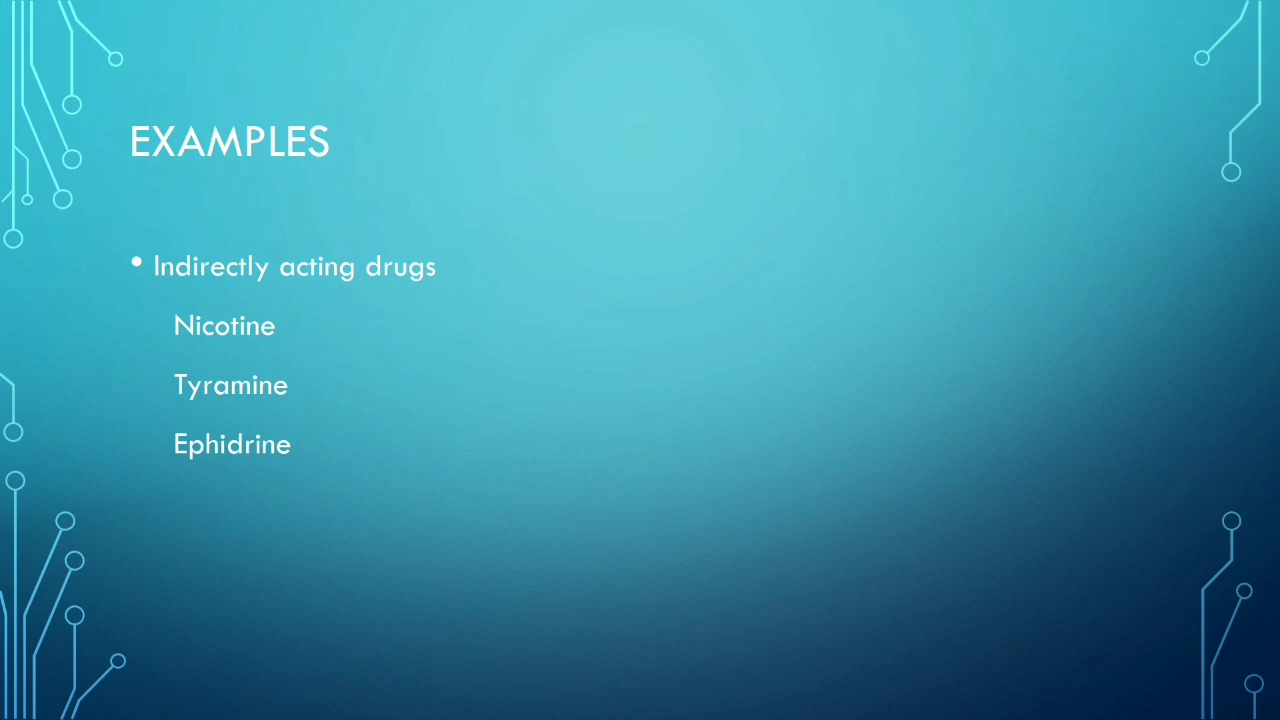 EXAMPLES
• Indirectly acting drugs
Nicotine
Tyramine
Ephidrine